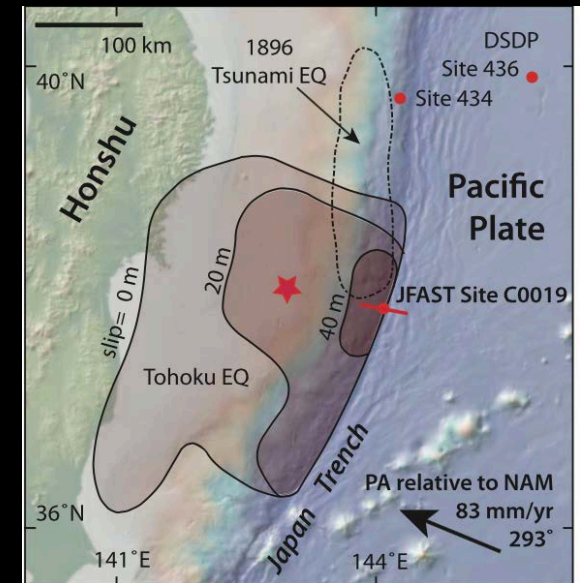 100 km
1896
Tsunami EQ
DSDP
Site 436
Site 434
40˚N
Honshu
Pacific
Plate
20 m
40 m
JFAST Site C0019
slip= 0 m
Tohoku EQ
Japan Trench
PA relative to NAM
83 mm/yr
293˚
36˚N
141˚E
144˚E